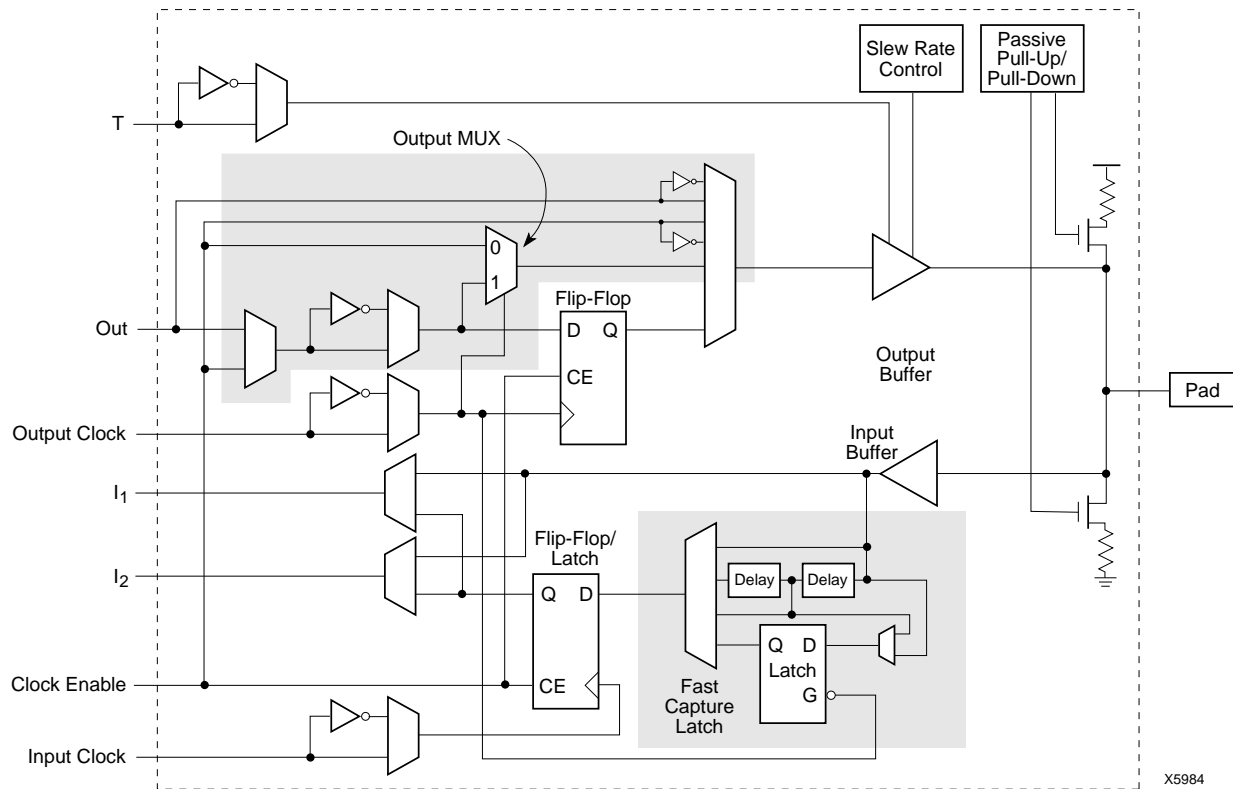 Slew Rate
Control
Passive
Pull-Up/
Pull-Down
T
Output MUX
0
1
Flip-Flop
D Q
CE
Out
Output
Buffer
Pad
Output Clock
Input
Buffer
I1
Flip-Flop/
Latch
I2
Delay
Delay
Q D
Q D
Latch
G
Clock Enable
CE
Fast
Capture
Latch
Input Clock
X5984